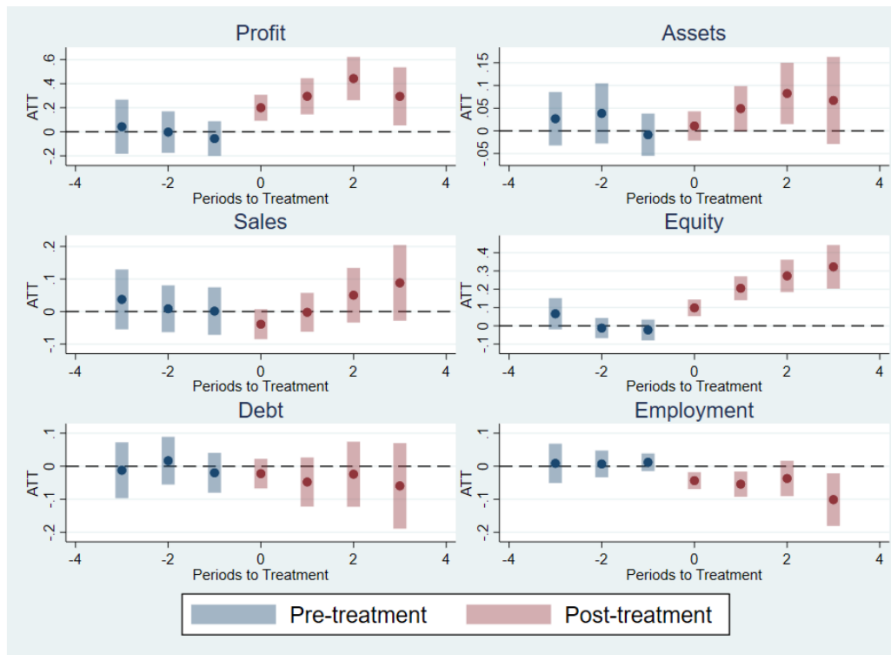 Profit
ATT
-.2 0 .2 .4 .6
-4 -2 0 2 4
Periods to Treatment
Assets
ATT
-.05 0 .05 .1 .15
-4 -2 0 2 4
Periods to Treatment
Sales
ATT
-.1 0 .1 .2
-4 -2 0 2 4
Periods to Treatment
Equity
ATT
-.1 0 .1 .2 .3 .4
-4 -2 0 2 4
Periods to Treatment
Debt
ATT
-.2 -.1 0 .1
-4 -2 0 2 4
Periods to Treatment
Employment
ATT
-.2 -.1 0 .1
-4 -2 0 2 4
Periods to Treatment
Pre-treatment Post-treatment